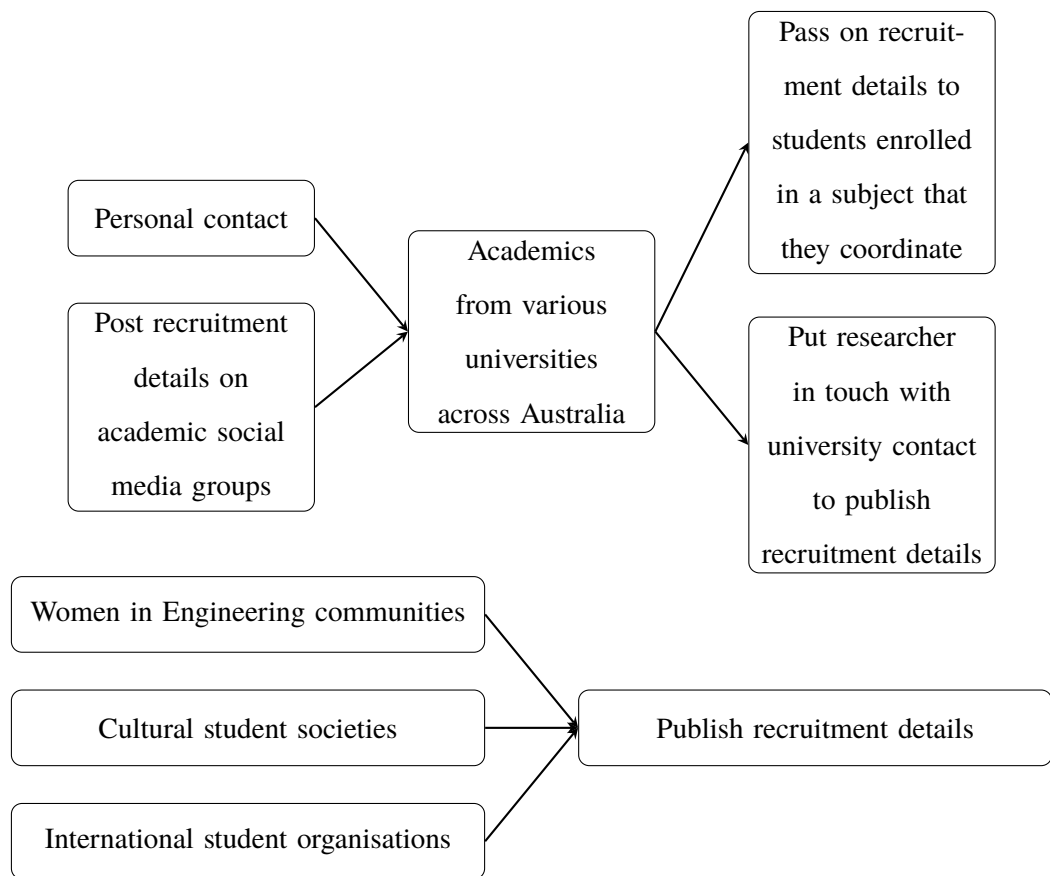 Personal contact
Post recruitment
details on
academic social
media groups
Academics
from various
universities
across Australia
Pass on recruit-
ment details to
students enrolled
in a subject that
they coordinate
Put researcher
in touch with
university contact
to publish
recruitment details
Women in Engineering communities
Cultural student societies
International student organisations
Publish recruitment details